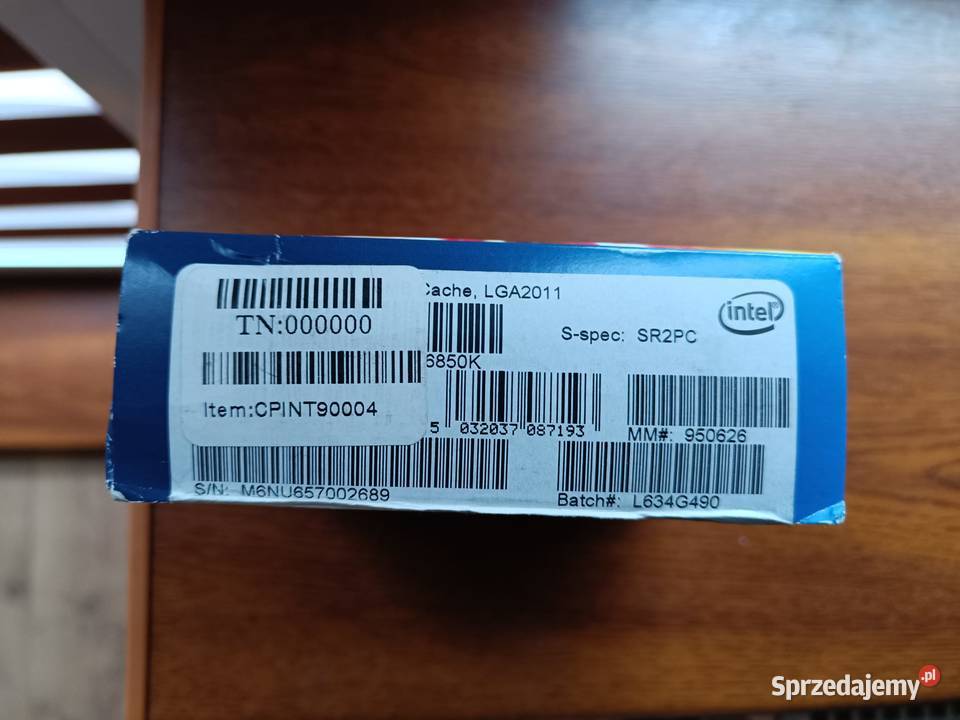 Cache, LGA2011
intel
TN:000000
S-spec: SR2PC
6850K
Item:CPINT90004
5 032037 087193
MM#: 950626
S/N: M6NU657002689
Batch#: L634G490
Sprzedajemy.pl